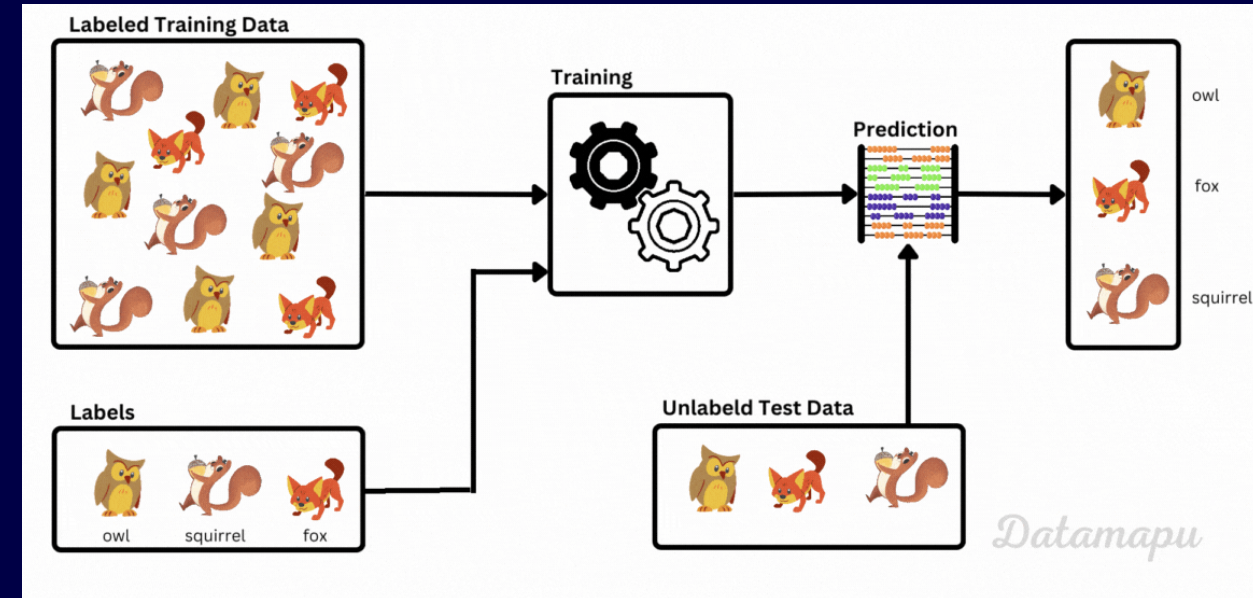 Labeled Training Data
Training
Prediction
owl
fox
squirrel
Labels
owl
squirrel
fox
Unlabeld Test Data
Datamapu